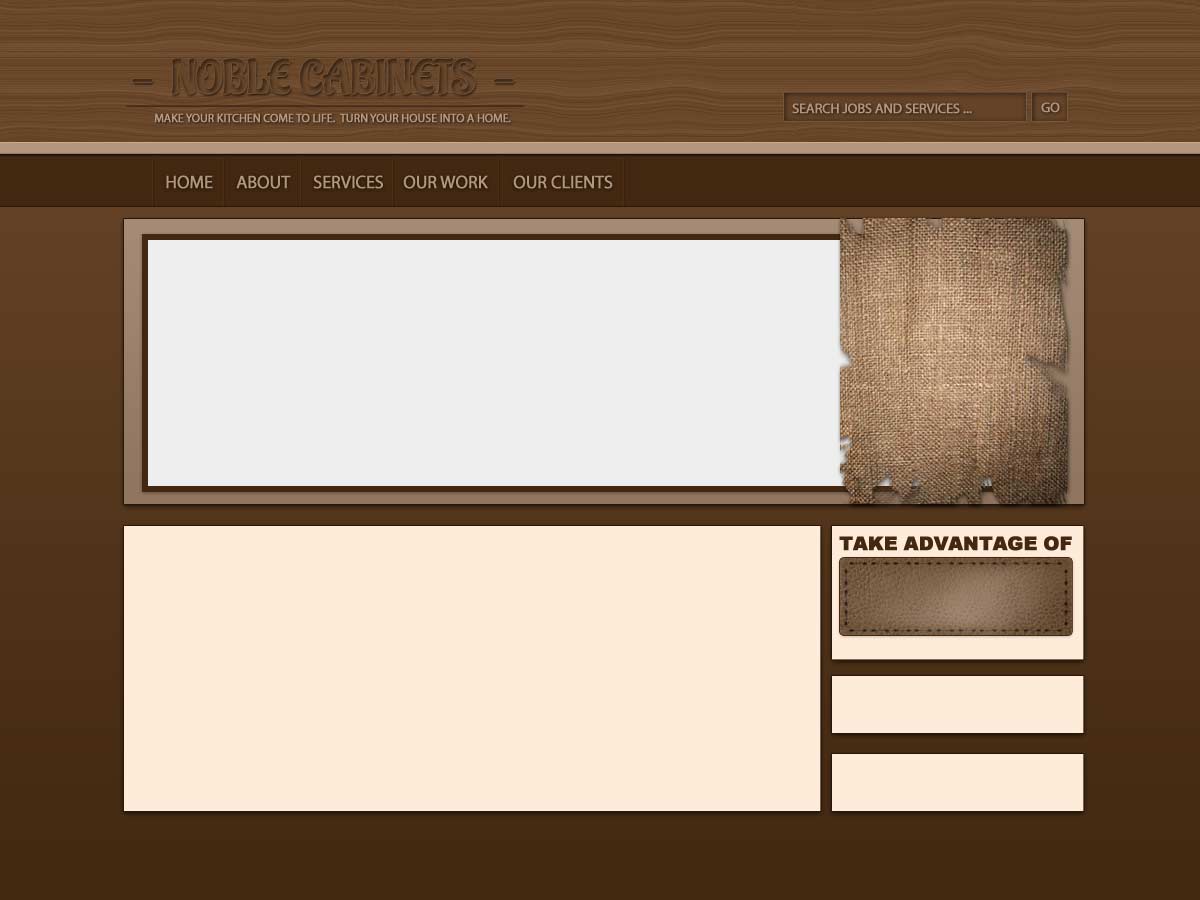 – NOBLE CABINETS –
MAKE YOUR KITCHEN COME TO LIFE. TURN YOUR HOUSE INTO A HOME.
SEARCH JOBS AND SERVICES ... GO
HOME ABOUT SERVICES OUR WORK OUR CLIENTS
TAKE ADVANTAGE OF